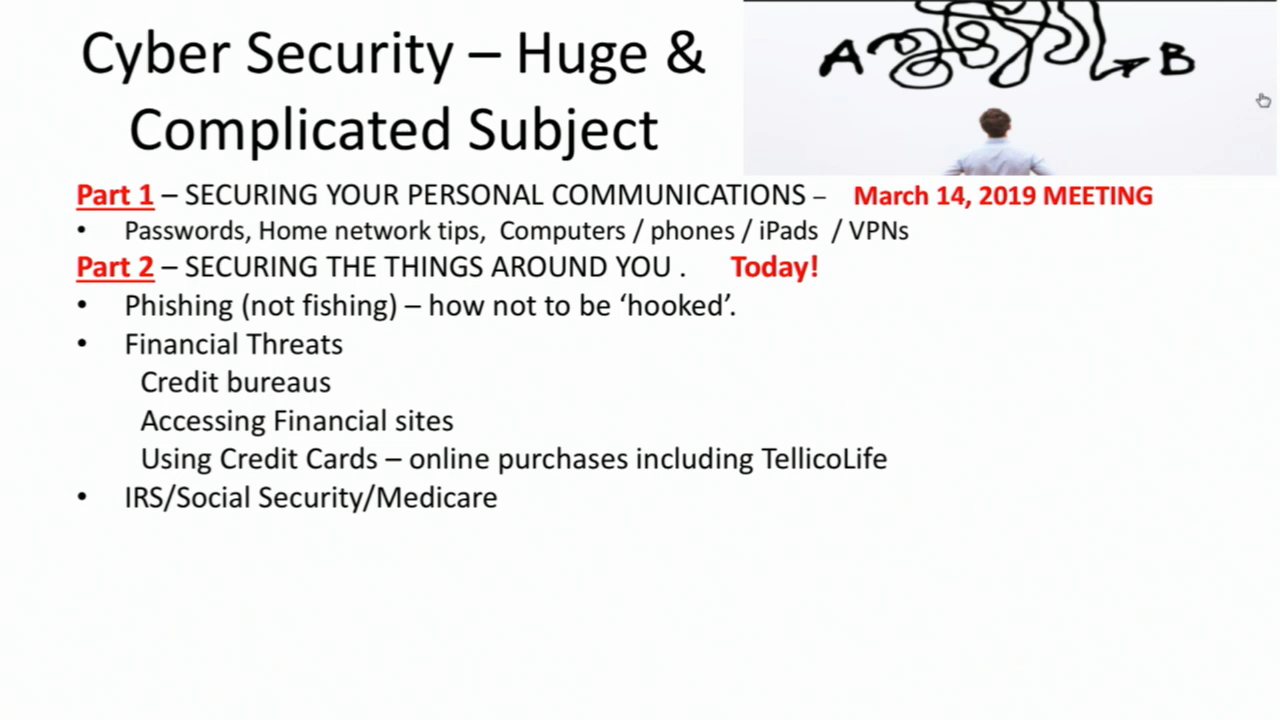 Cyber Security – Huge &
Complicated Subject
A B
Part 1 – SECURING YOUR PERSONAL COMMUNICATIONS – March 14, 2019 MEETING
• Passwords, Home network tips, Computers / phones / iPads / VPNs
Part 2 – SECURING THE THINGS AROUND YOU . Today!
• Phishing (not fishing) – how not to be ‘hooked’.
• Financial Threats
Credit bureaus
Accessing Financial sites
Using Credit Cards – online purchases including TellicoLife
• IRS/Social Security/Medicare